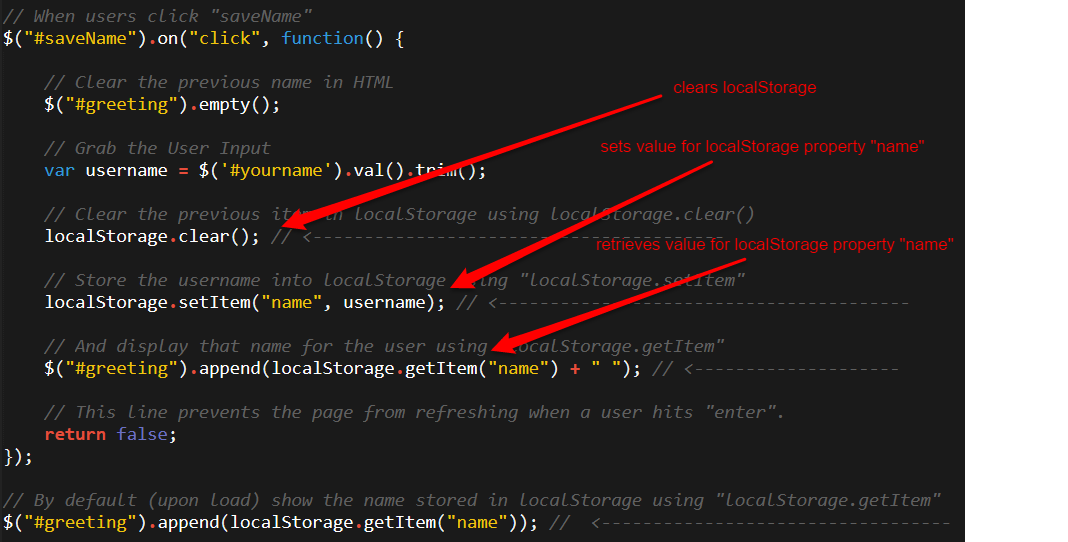 // When users click "saveName"
$("#saveName").on("click", function() {
// Clear the previous name in HTML
clears localStorage
$("#greeting").empty();
// Grab the User Input
sets value for localStorage property "name"
var username = $('#yourname').val().trim();
// Clear the previous item in localStorage using localStorage.clear()
localStorage.clear(); // <----------------------------------------
retrieves value for localStorage property "name"
// Store the username into localStorage using "localStorage.setItem"
localStorage.setItem("name", username); // <----------------------------------------
// And display that name for the user using "localStorage.getItem"
$("#greeting").append(localStorage.getItem("name") + " "); // <--------------------
// This line prevents the page from refreshing when a user hits "enter".
return false;
});
// By default (upon load) show the name stored in localStorage using "localStorage.getItem"
$("#greeting").append(localStorage.getItem("name")); //  <----------------------------------